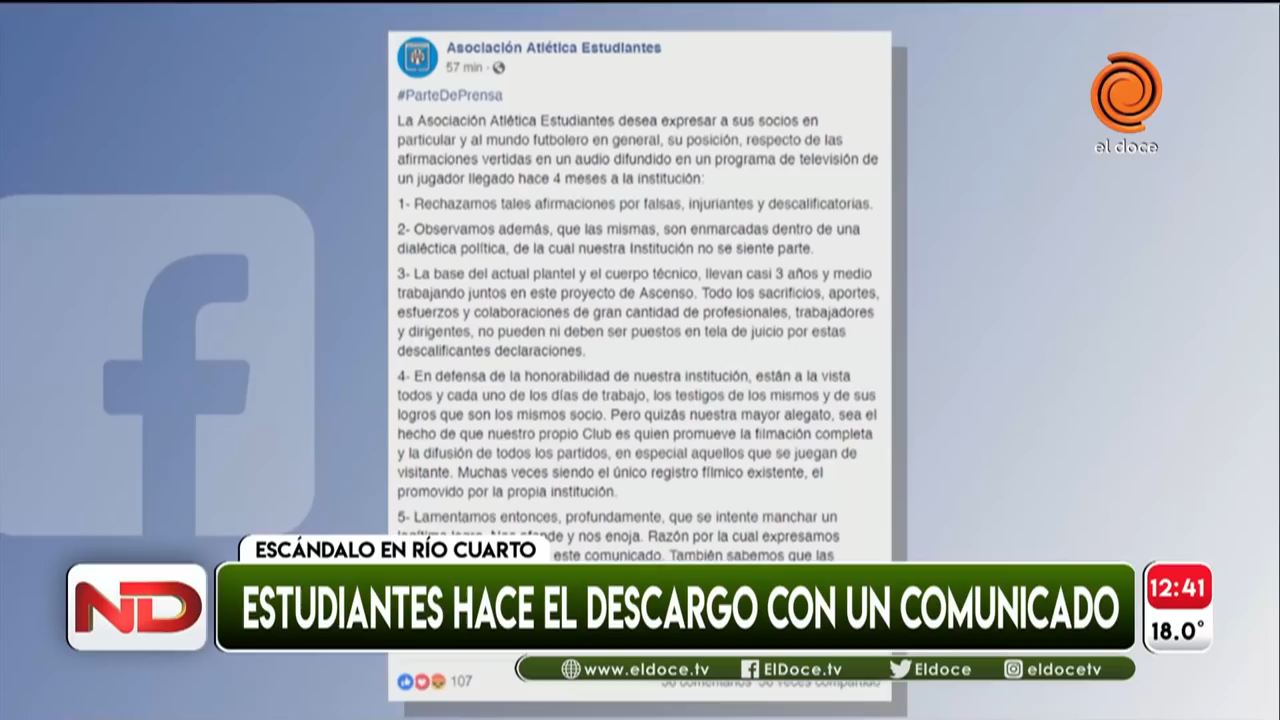 Asociación Atlética Estudiantes
57 min ·
#ParteDePrensa
La Asociación Atlética Estudiantes desea expresar a sus socios en
particular y al mundo futbolero en general, su posición, respecto de las
afirmaciones vertidas en un audio difundido en un programa de televisión de
un jugador llegado hace 4 meses a la institución:
1- Rechazamos tales afirmaciones por falsas, injuriantes y descalificatorias.
2- Observamos además, que las mismas, son enmarcadas dentro de una
dialéctica política, de la cual nuestra Institución no se siente parte.
3- La base del actual plantel y el cuerpo técnico, llevan casi 3 años y medio
trabajando juntos en este proyecto de Ascenso. Todo los sacrificios, aportes,
esfuerzos y colaboraciones de gran cantidad de profesionales, trabajadores
y dirigentes, no pueden ni deben ser puestos en tela de juicio por estas
descalificantes declaraciones.
4- En defensa de la honorabilidad de nuestra institución, están a la vista
todos y cada uno de los días de trabajo, los testigos de los mismos y de sus
logros que son los mismos socio. Pero quizás nuestra mayor alegato, sea el
hecho de que nuestro propio Club es quien promueve la filmación completa
y la difusión de todos los partidos, en especial aquellos que se juegan de
visitante. Muchas veces siendo el único registro fílmico existente, el
promovido por la propia institución.
5- Lamentamos entonces, profundamente, que se intente manchar un
y nos enoja. Razón por la cual expresamos
este comunicado. También sabemos que las
107
el doce
ESCÁNDALO EN RÍO CUARTO
ND
ESTUDIANTES HACE EL DESCARGO CON UN COMUNICADO
12:41
18.0°
www.eldoce.tv
ElDoce.tv
Eldoce
eldocetv